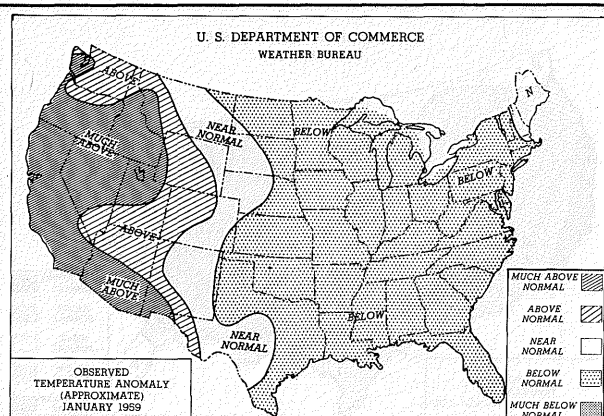 U. S. DEPARTMENT OF COMMERCE
WEATHER BUREAU
ABOVE
MUCH
ABOVE
NEAR
NORMAL
BELOW
N
BELOW
ABOVE
MUCH
ABOVE
BELOW
NEAR
NORMAL
OBSERVED
TEMPERATURE ANOMALY
(APPROXIMATE)
JANUARY 1959
MUCH ABOVE
NORMAL
ABOVE
NORMAL
NEAR
NORMAL
BELOW
NORMAL
MUCH BELOW
NORMAL